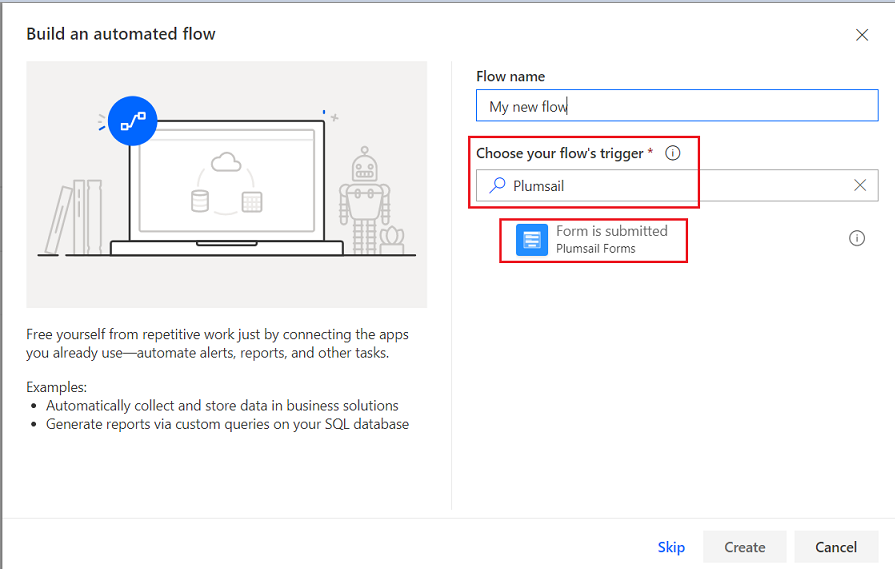 Build an automated flow
Free yourself from repetitive work just by connecting the apps
you already use—automate alerts, reports, and other tasks.
Examples:
• Automatically collect and store data in business solutions
• Generate reports via custom queries on your SQL database
Flow name
My new flow
Choose your flow's trigger *
Plumsail
Form is submitted
Plumsail Forms
Skip
Create
Cancel